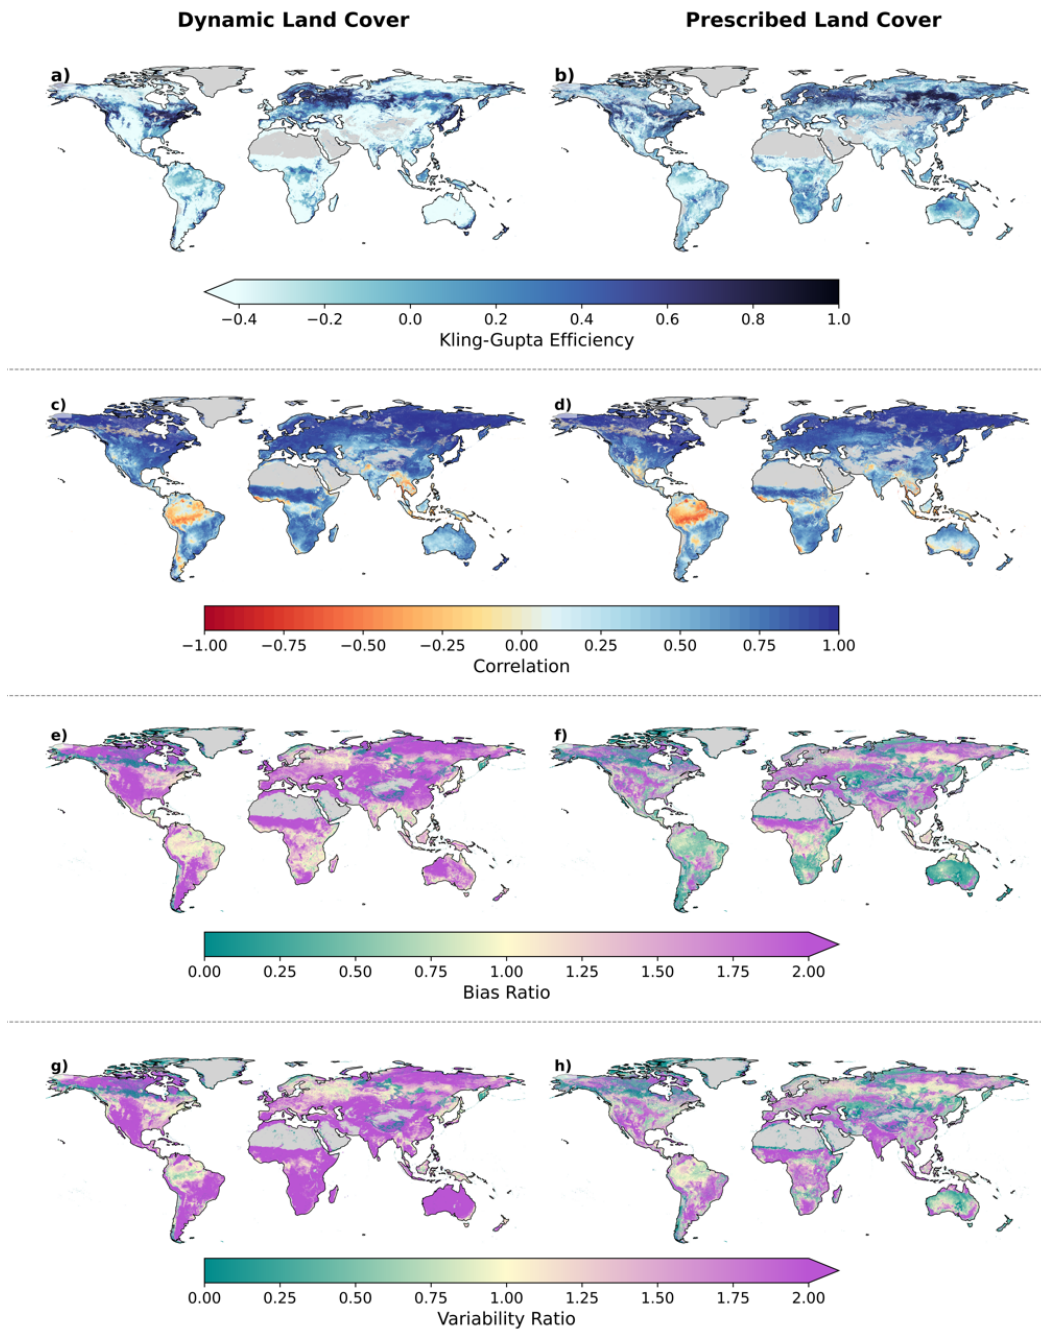 Dynamic Land Cover
Prescribed Land Cover
a)
b)
−0.4 −0.2 0.0 0.2 0.4 0.6 0.8 1.0
Kling-Gupta Efficiency
c)
d)
−1.00 −0.75 −0.50 −0.25 0.00 0.25 0.50 0.75 1.00
Correlation
e)
f)
0.00 0.25 0.50 0.75 1.00 1.25 1.50 1.75 2.00
Bias Ratio
g)
h)
0.00 0.25 0.50 0.75 1.00 1.25 1.50 1.75 2.00
Variability Ratio